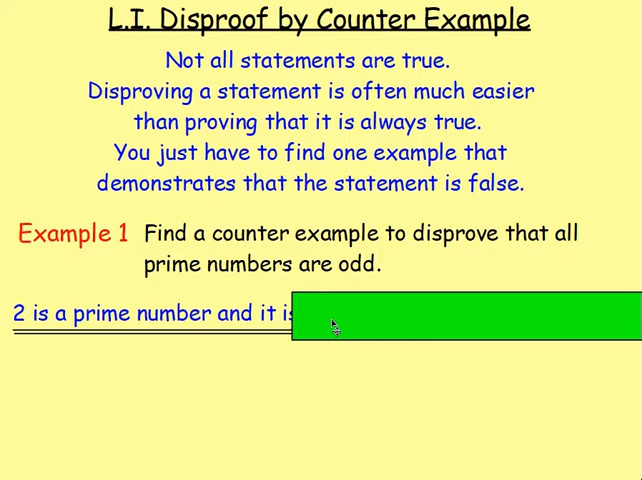 L.I. Disproof by Counter Example
Not all statements are true.
Disproving a statement is often much easier
than proving that it is always true.
You just have to find one example that
demonstrates that the statement is false.
Example 1 Find a counter example to disprove that all
prime numbers are odd.
2 is a prime number and it is